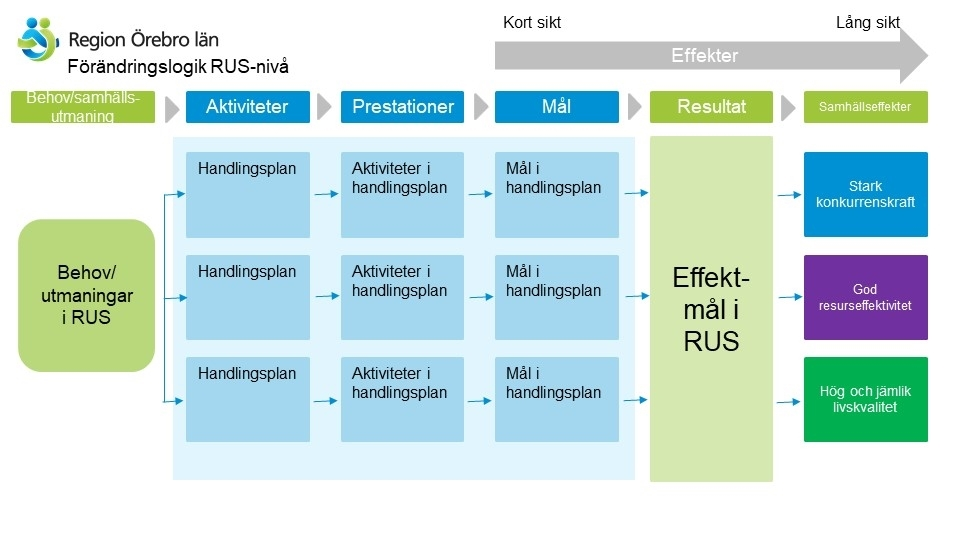 Kort sikt
Lång sikt
Region Örebro län
Effekter
Förändringslogik RUS-nivå
Behov/samhälls-
utmaning
Aktiviteter
Prestationer
Mål
Resultat
Samhällseffekter
Handlingsplan
Aktiviteter i
handlingsplan
Mål i
handlingsplan
Stark
konkurrenskraft
Behov/
utmaningar
i RUS
Handlingsplan
Aktiviteter i
handlingsplan
Mål i
handlingsplan
Effekt-
mål i
RUS
God
resurseffektivitet
Handlingsplan
Aktiviteter i
handlingsplan
Mål i
handlingsplan
Hög och jämlik
livskvalitet